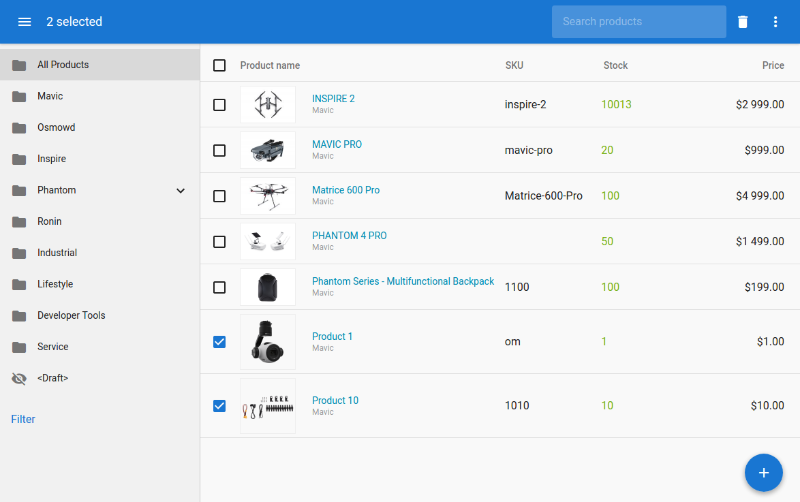 2 selected
Search products
All Products
Mavic
Osmowd
Inspire
Phantom
Ronin
Industrial
Lifestyle
Developer Tools
Service
<Draft>
Filter
Product name SKU Stock Price
INSPIRE 2
Mavic
inspire-2 10013 $2 999.00
MAVIC PRO
Mavic
mavic-pro 20 $999.00
Matrice 600 Pro
Mavic
Matrice-600-Pro 100 $4 999.00
PHANTOM 4 PRO
Mavic
50 $1 499.00
Phantom Series - Multifunctional Backpack
Mavic
1100 100 $199.00
Product 1
Mavic
om 1 $1.00
Product 10
Mavic
1010 10 $10.00